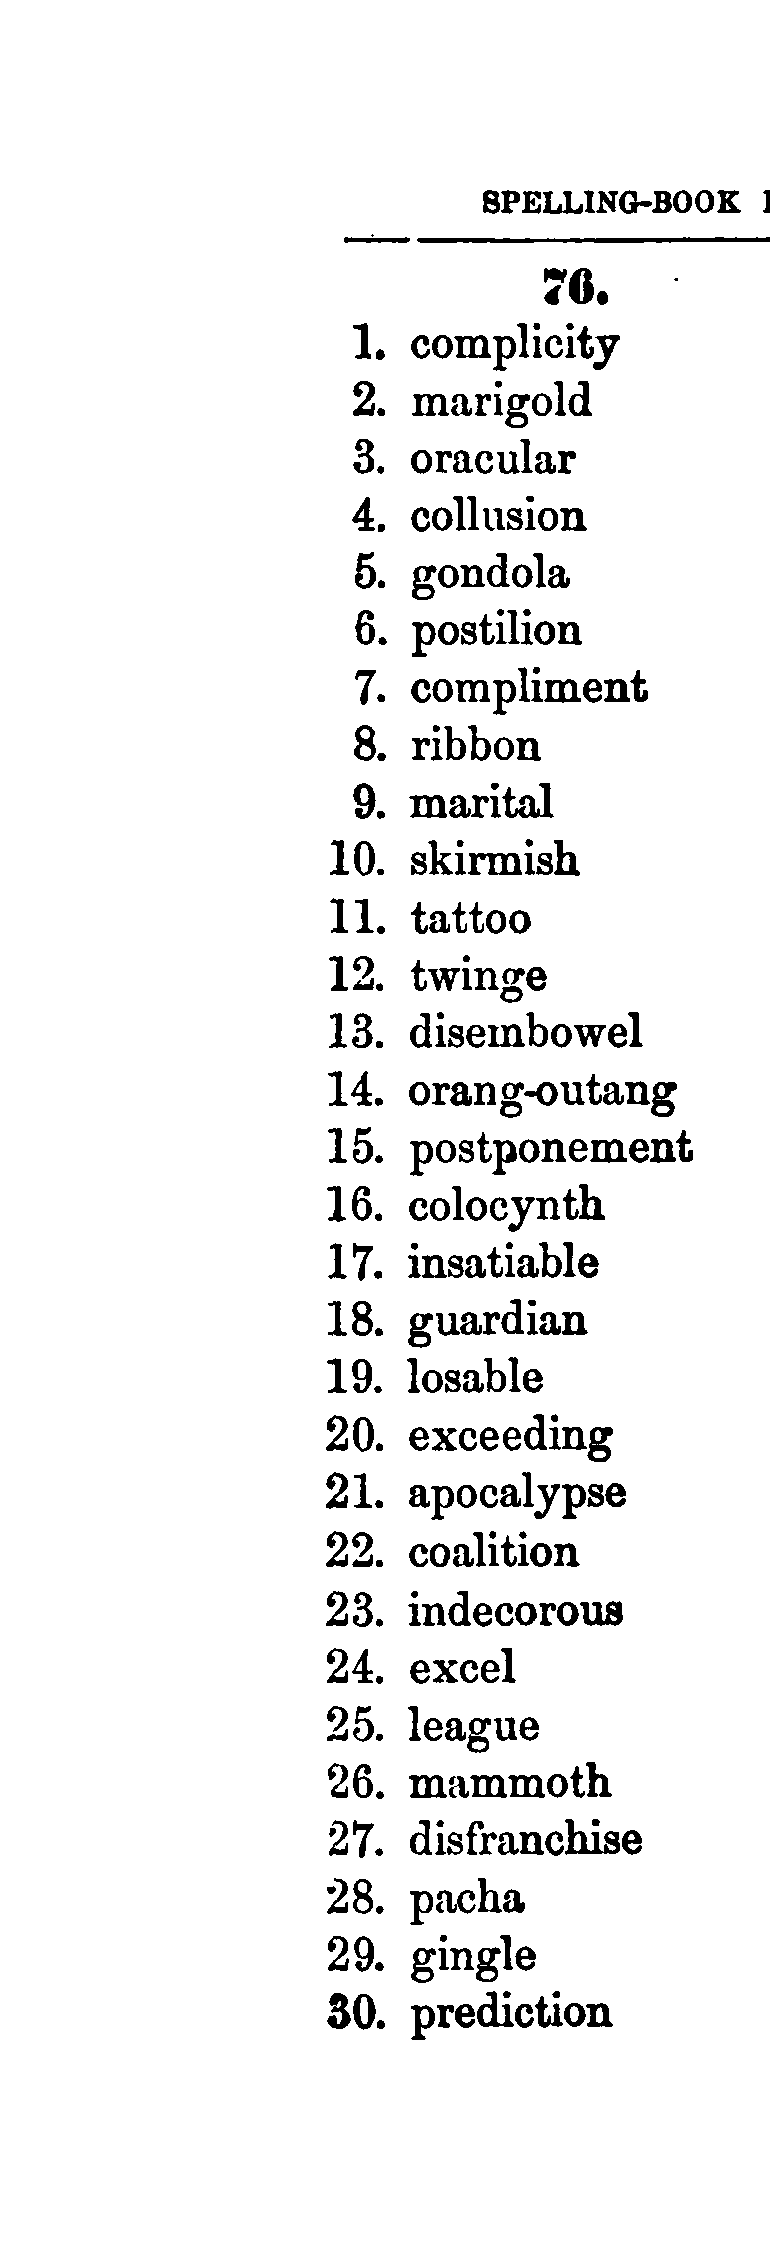 SPELLING-BOOK
76.
1. complicity
2. marigold
3. oracular
4. collusion
5. gondola
6. postilion
7. compliment
8. ribbon
9. marital
10. skirmish
11. tattoo
12. twinge
13. disembowel
14. orang-outang
15. postponement
16. colocynth
17. insatiable
18. guardian
19. losable
20. exceeding
21. apocalypse
22. coalition
23. indecorous
24. excel
25. league
26. mammoth
27. disfranchise
28. pacha
29. gingle
30. prediction